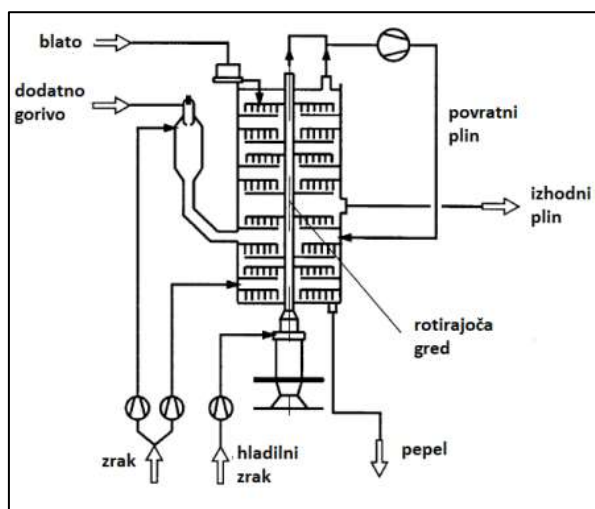 blato
dodatno
gorivo
povratni
plin
izhodni
plin
rotirajoča
gred
zrak
hladilni
zrak
pepel